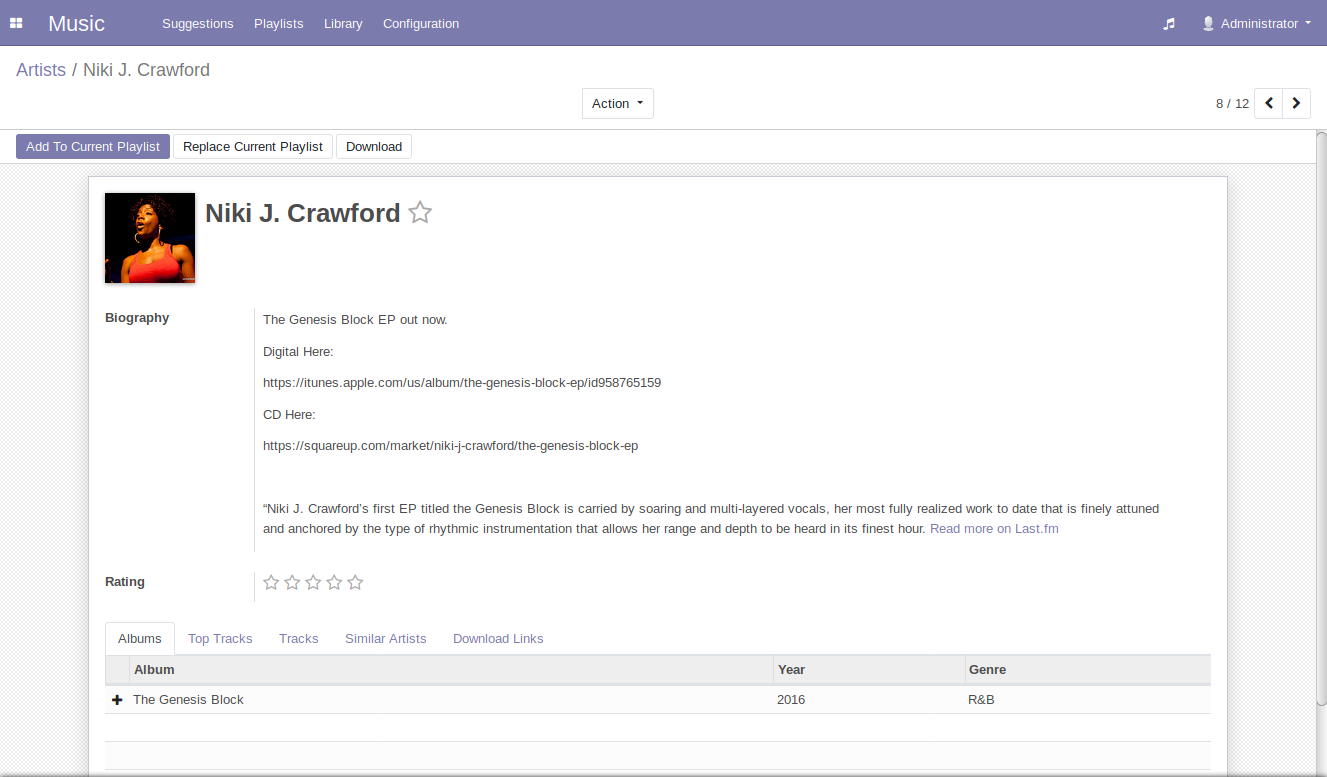 Music Suggestions Playlists Library Configuration Administrator
Artists / Niki J. Crawford
Action 8 / 12
Add To Current Playlist Replace Current Playlist Download
Niki J. Crawford
Biography The Genesis Block EP out now.
Digital Here:
https://itunes.apple.com/us/album/the-genesis-block-ep/id958765159
CD Here:
https://squareup.com/market/niki-j-crawford/the-genesis-block-ep
“Niki J. Crawford’s first EP titled the Genesis Block is carried by soaring and multi-layered vocals, her most fully realized work to date that is finely attuned
and anchored by the type of rhythmic instrumentation that allows her range and depth to be heard in its finest hour. Read more on Last.fm
Rating
Albums Top Tracks Tracks Similar Artists Download Links
Album Year Genre
The Genesis Block 2016 R&B